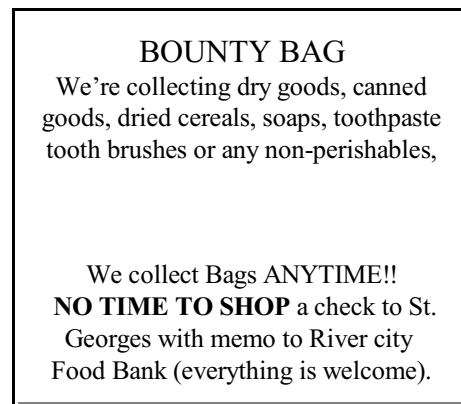 BOUNTY BAG
We’re collecting dry goods, canned
goods, dried cereals, soaps, toothpaste
tooth brushes or any non-perishables,
We collect Bags ANYTIME!!
NO TIME TO SHOP a check to St.
Georges with memo to River city
Food Bank (everything is welcome).